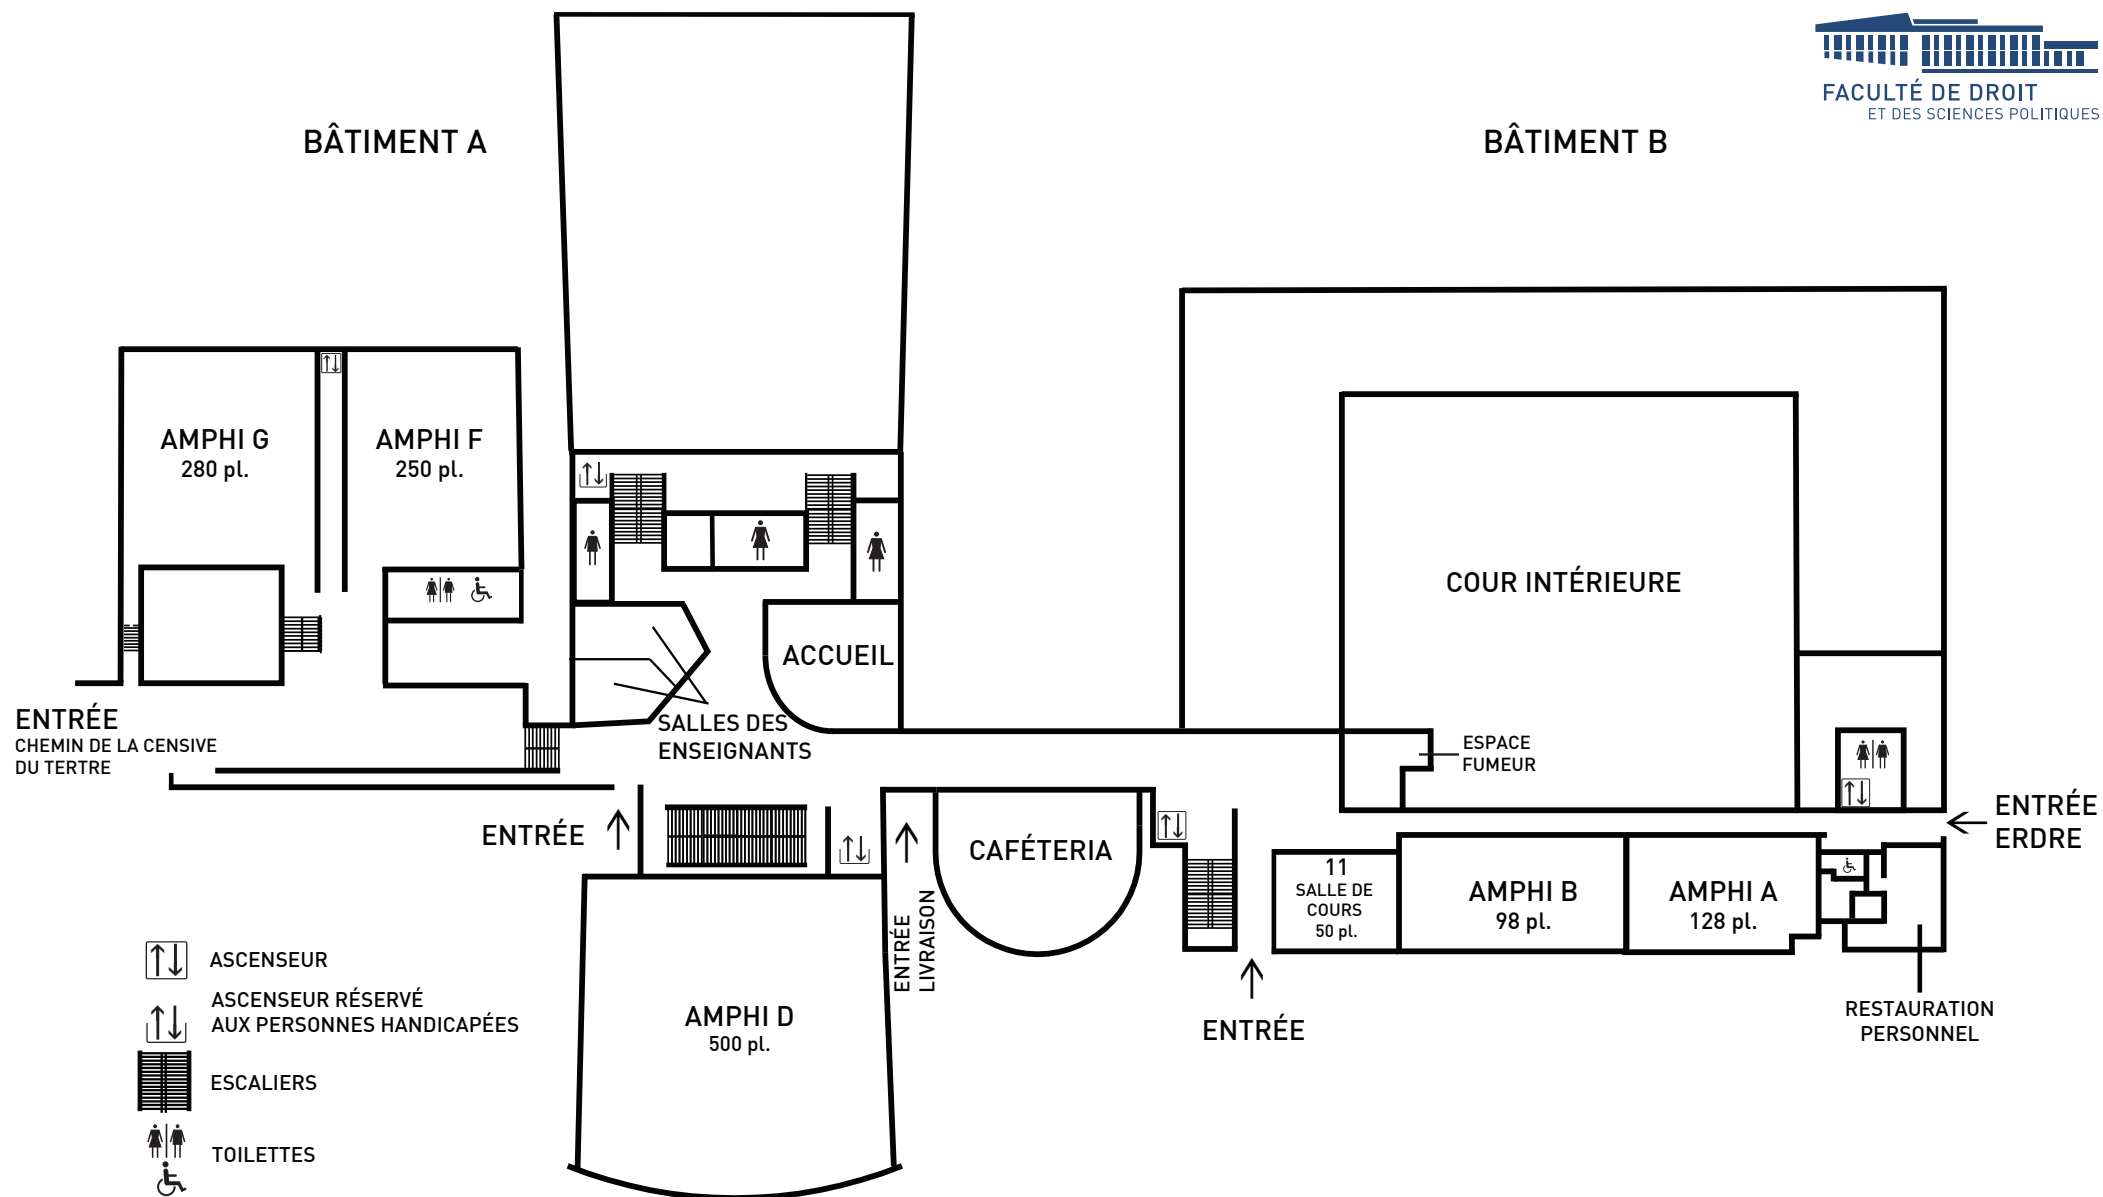 FACULTÉ DE DROIT
ET DES SCIENCES POLITIQUES
BÂTIMENT A
BÂTIMENT B
AMPHI G
280 pl.
AMPHI F
250 pl.
COUR INTÉRIEURE
ACCUEIL
SALLES DES
ENSEIGNANTS
ENTRÉE
CHEMIN DE LA CENSIVE
DU TERTRE
ESPACE
FUMEUR
ENTRÉE
ERDRE
ENTRÉE
CAFÉTERIA
11
SALLE DE
COURS
50 pl.
AMPHI B
98 pl.
AMPHI A
128 pl.
ENTRÉE
LIVRAISON
AMPHI D
500 pl.
ENTRÉE
RESTAURATION
PERSONNEL
ASCENSEUR
ASCENSEUR RÉSERVÉ
AUX PERSONNES HANDICAPÉES
ESCALIERS
TOILETTES